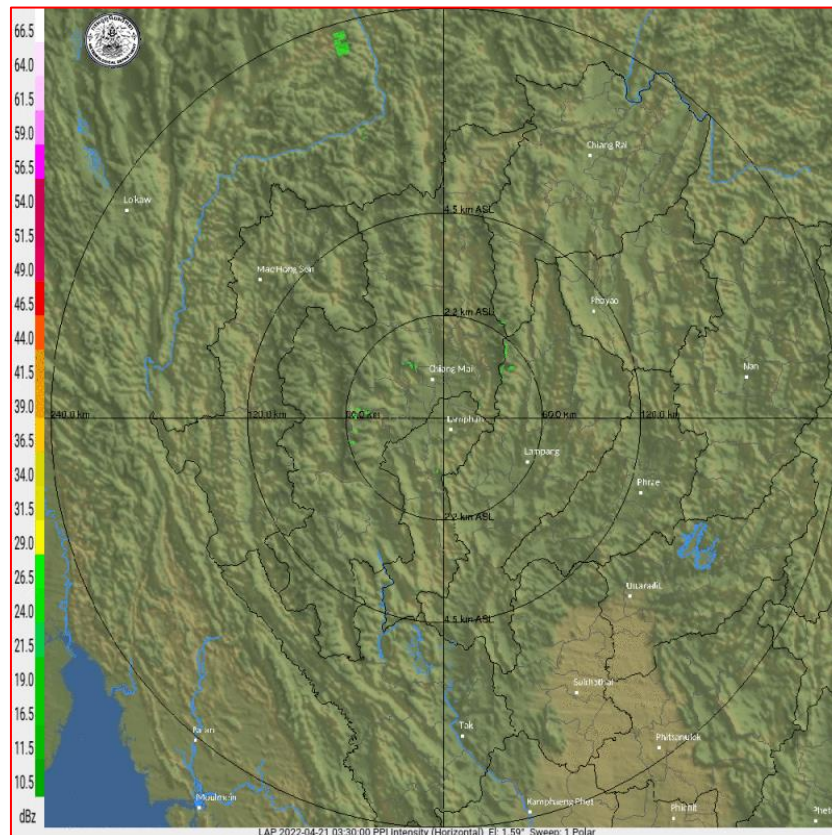 66.5
64.0
61.5
59.0
56.5
54.0
51.5
49.0
46.5
44.0
41.5
39.0
36.5
34.0
31.5
29.0
26.5
24.0
21.5
19.0
16.5
11.5
10.5
dBz
Chiang Rai
Loikaw
4.5 km ASL
Mae Hong Son
Phayao
2.2 km ASL
Nan
Chiang Mai
240.0 km
120.0 km
60.0 km
60.0 km
120.0 km
Lamphun
Lampang
Phrae
2.2 km ASL
Uttaradit
4.5 km ASL
Sukhothai
Tak
Pa-an
Phitsanulok
Moulmein
Kamphaeng Phet
Phichit
LAP 2022-04-21 03:30:00 PPI Intensity (Horizontal) El: 1.59° Sweep: 1 Polar